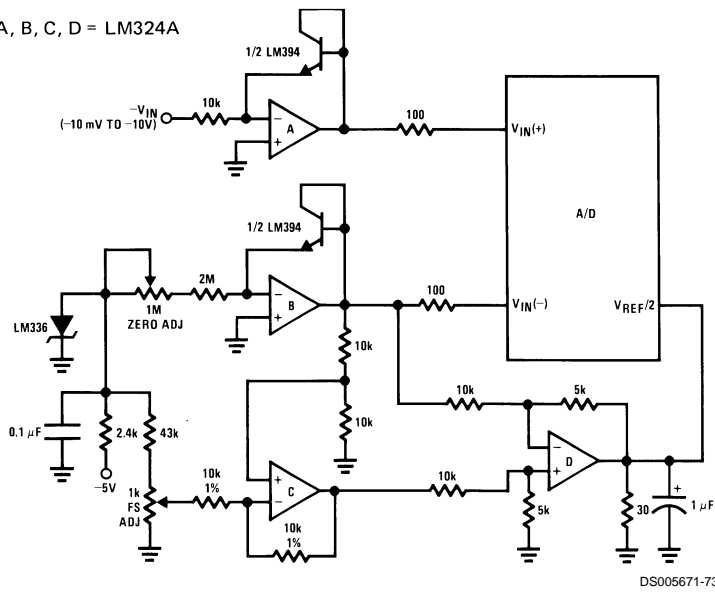 A, B, C, D = LM324A
1/2 LM394
−VIN
(−10 mV TO −10V)
10k
−
+
A
100
VIN(+)
A/D
1/2 LM394
2M
1M
ZERO ADJ
LM336
−
+
B
100
VIN(−)
VREF/2
10k
10k
10k
5k
0.1 μF
2.4k
43k
−5V
1k
FS
ADJ
10k
1%
+
−
C
10k
1%
10k
−
+
D
5k
30
+
1 μF
DS005671-73